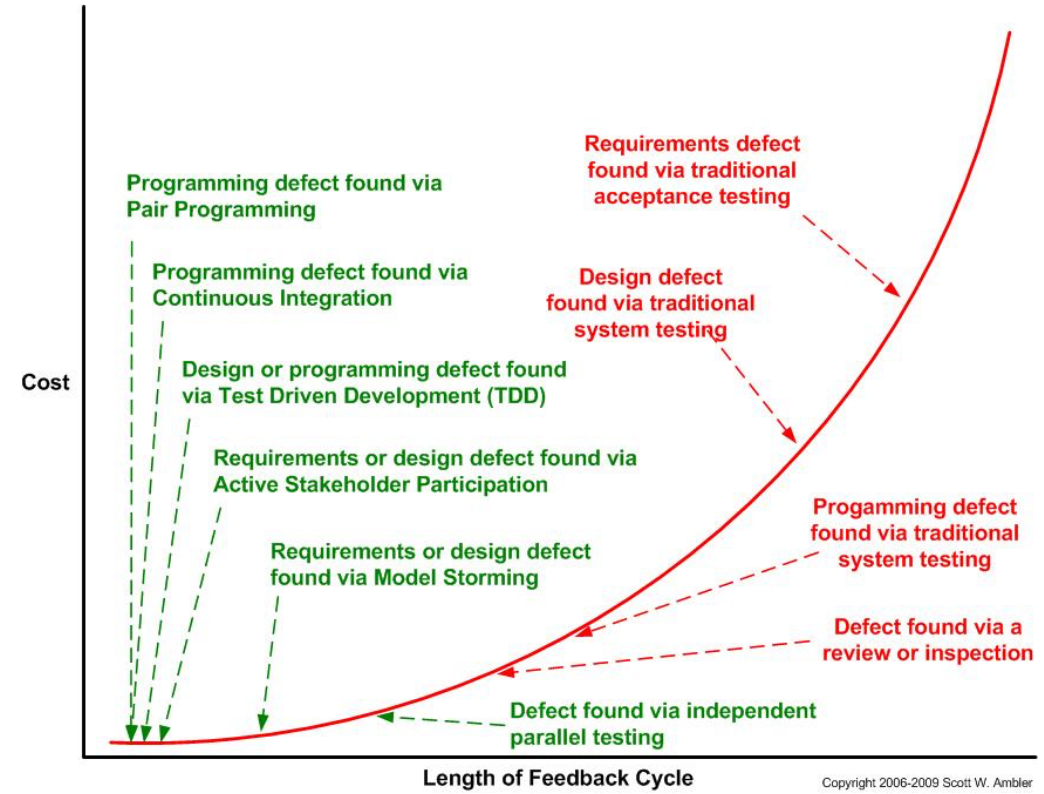 Requirements defect
found via traditional
acceptance testing
Programming defect found via
Pair Programming
Programming defect found via
Continuous Integration
Design defect
found via traditional
system testing
Cost
Design or programming defect found
via Test Driven Development (TDD)
Requirements or design defect found via
Active Stakeholder Participation
Progamming defect
found via traditional
system testing
Requirements or design defect
found via Model Storming
Defect found via a
review or inspection
Defect found via independent
parallel testing
Length of Feedback Cycle
Copyright 2006-2009 Scott W. Ambler